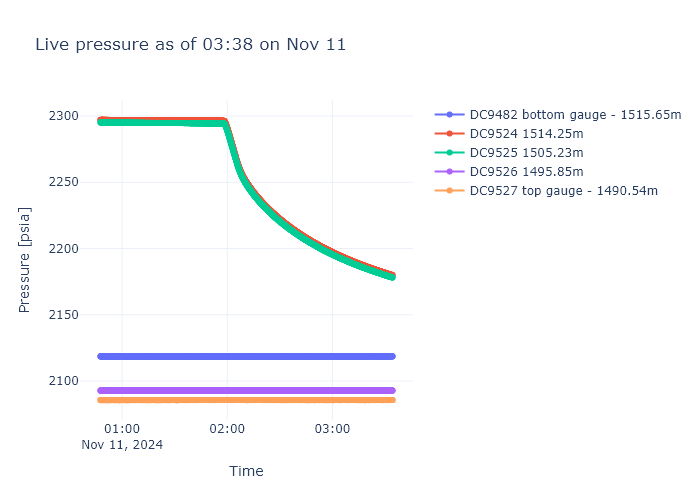 Live pressure as of 03:38 on Nov 11
DC9482 bottom gauge - 1515.65m
DC9524 1514.25m
DC9525 1505.23m
DC9526 1495.85m
DC9527 top gauge - 1490.54m
Pressure [psia]
2300
2250
2200
2150
2100
01:00
02:00
03:00
Nov 11, 2024
Time